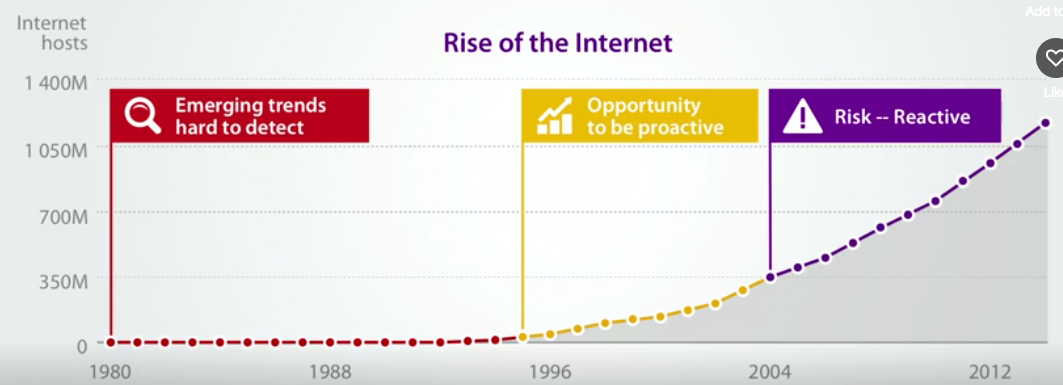 Add to
Internet
hosts
Rise of the Internet
Like
1 400M
Emerging trends
hard to detect
Opportunity
to be proactive
Risk -- Reactive
1 050M
700M
350M
0
1980
1988
1996
2004
2012